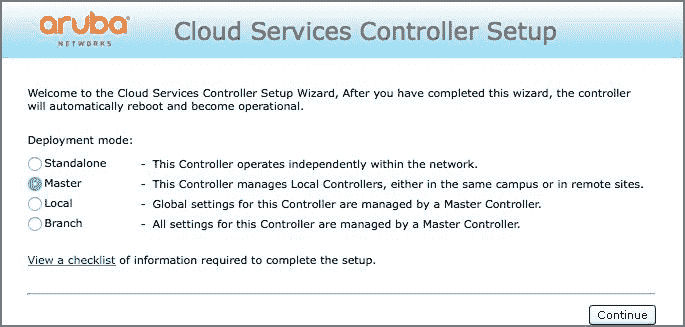 aruba
NETWORKS
Cloud Services Controller Setup
Welcome to the Cloud Services Controller Setup Wizard, After you have completed this wizard, the controller
will automatically reboot and become operational.
Deployment mode:
Standalone - This Controller operates independently within the network.
Master - This Controller manages Local Controllers, either in the same campus or in remote sites.
Local - Global settings for this Controller are managed by a Master Controller.
Branch - All settings for this Controller are managed by a Master Controller.
View a checklist of information required to complete the setup.
Continue